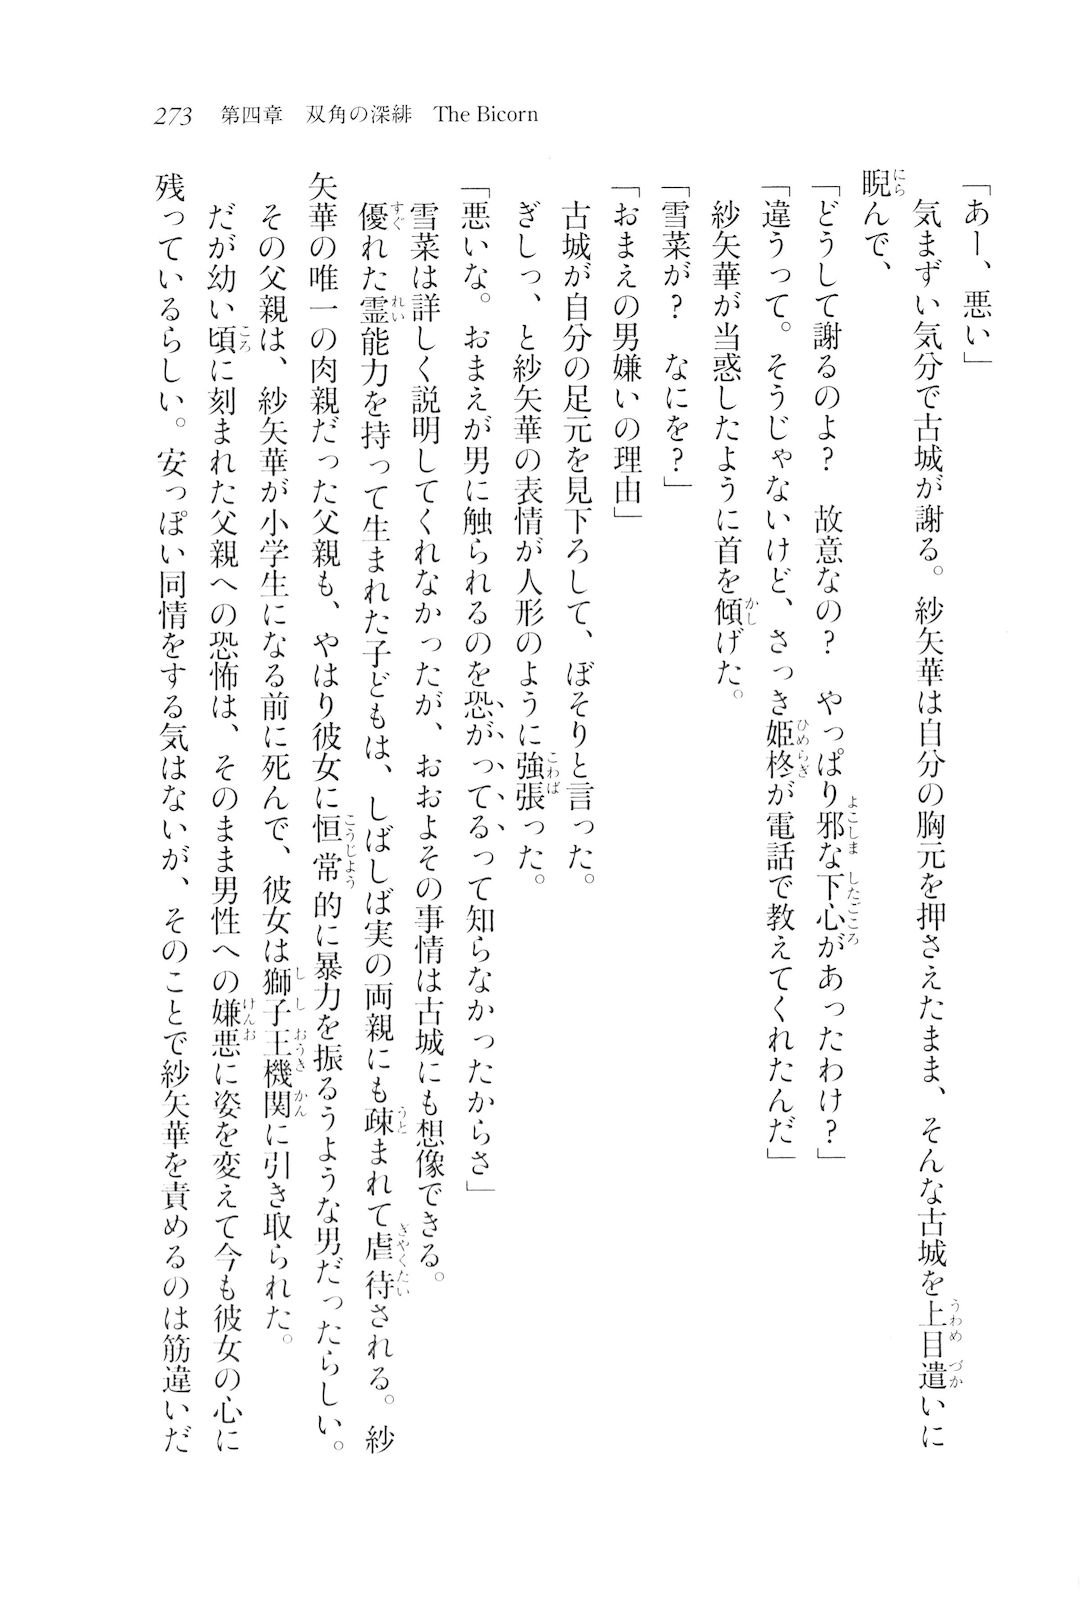 273　第四章　双角の深緋　The Bicorn
「あー、悪い」
　気まずい気分で古城が謝る。紗矢華は自分の胸元を押さえたまま、そんな古城を上目遣いに
睨んで、
「どうして謝るのよ？　故意なの？　やっぱり邪な下心があったわけ？」
「違うって。そうじゃないけど、さっき姫柊が電話で教えてくれたんだ」
　紗矢華が当惑したように首を傾げた。
「雪菜が？　なにを？」
「おまえの男嫌いの理由」
　古城が自分の足元を見下ろして、ぼそりと言った。
　ぎしっ、と紗矢華の表情が人形のように強張った。
「悪いな。おまえが男に触られるのを恐がってるって知らなかったからさ」
　雪菜は詳しく説明してくれなかったが、おおよその事情は古城にも想像できる。
　優れた霊能力を持って生まれた子どもは、しばしば実の両親にも疎まれて虐待される。紗
矢華の唯一の肉親だった父親も、やはり彼女に恒常的に暴力を振るうような男だったらしい。
　その父親は、紗矢華が小学生になる前に死んで、彼女は獅子王機関に引き取られた。
　だが幼い頃に刻まれた父親への恐怖は、そのまま男性への嫌悪に姿を変えて今も彼女の心に
残っているらしい。安っぽい同情をする気はないが、そのことで紗矢華を責めるのは筋違いだ